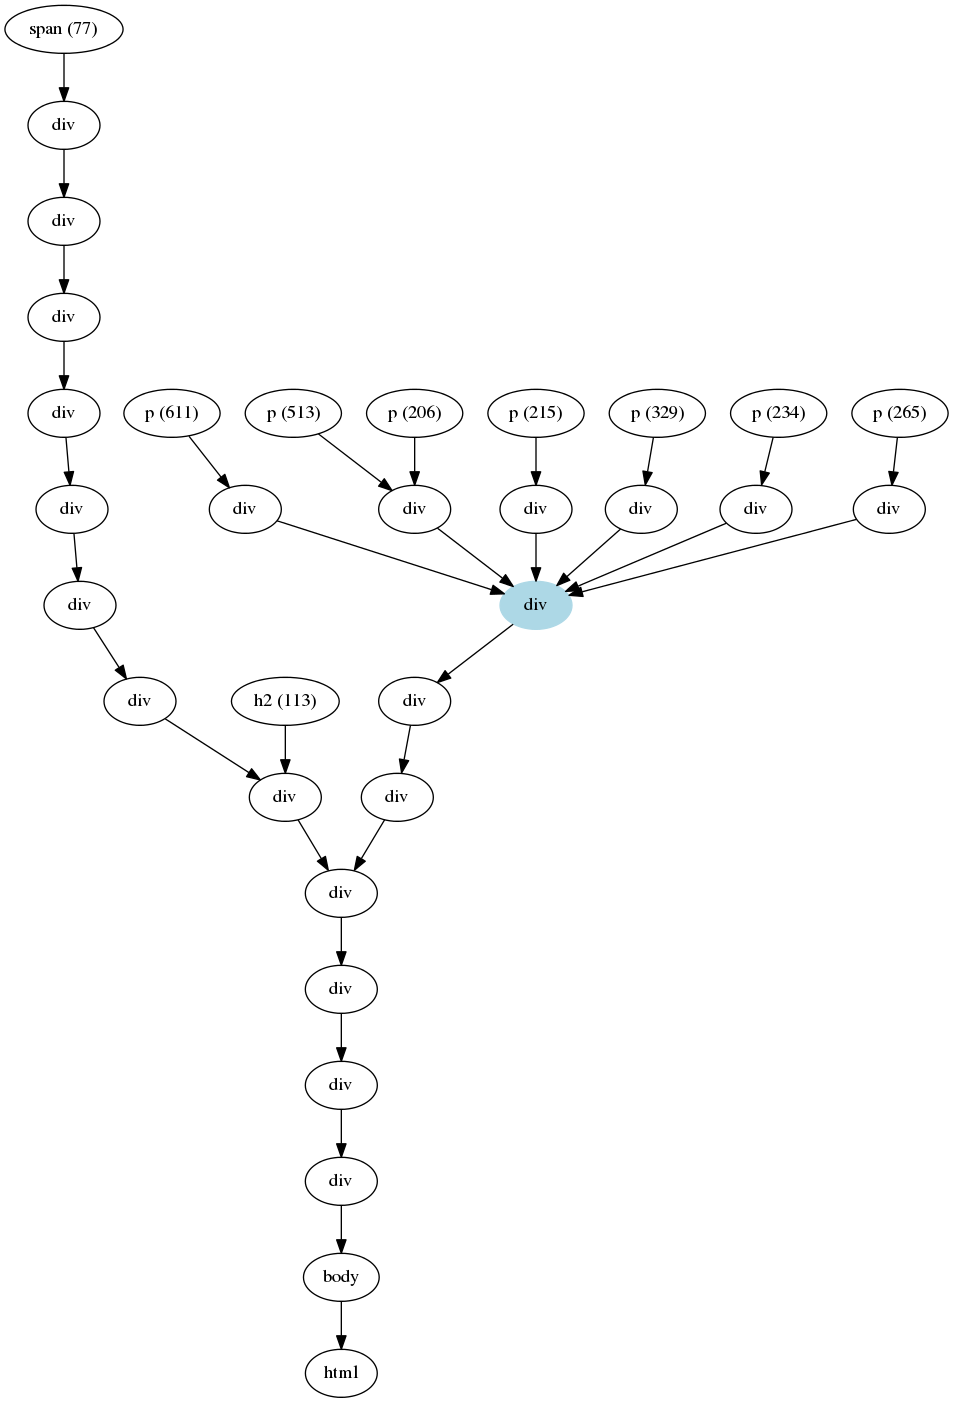 span (77)
div
div
div
div p (611) p (513) p (206) p (215) p (329) p (234) p (265)
div div div div div div div
div div
div h2 (113) div
div div
div
div
div
div
body
html